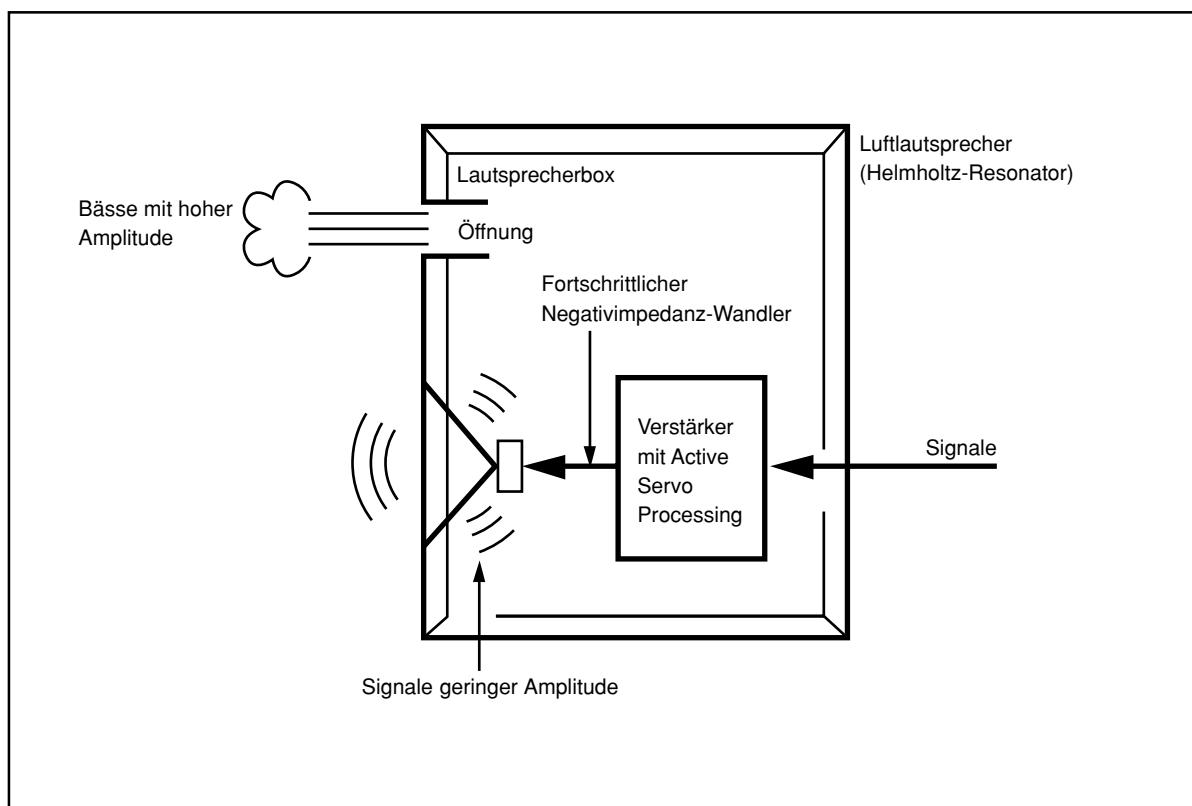 Luftlautsprecher
(Helmholtz-Resonator)
Lautsprecherbox
Bässe mit hoher
Amplitude
Öffnung
Fortschrittlicher
Negativimpedanz-Wandler
Verstärker
mit Active
Servo
Processing
Signale
Signale geringer Amplitude